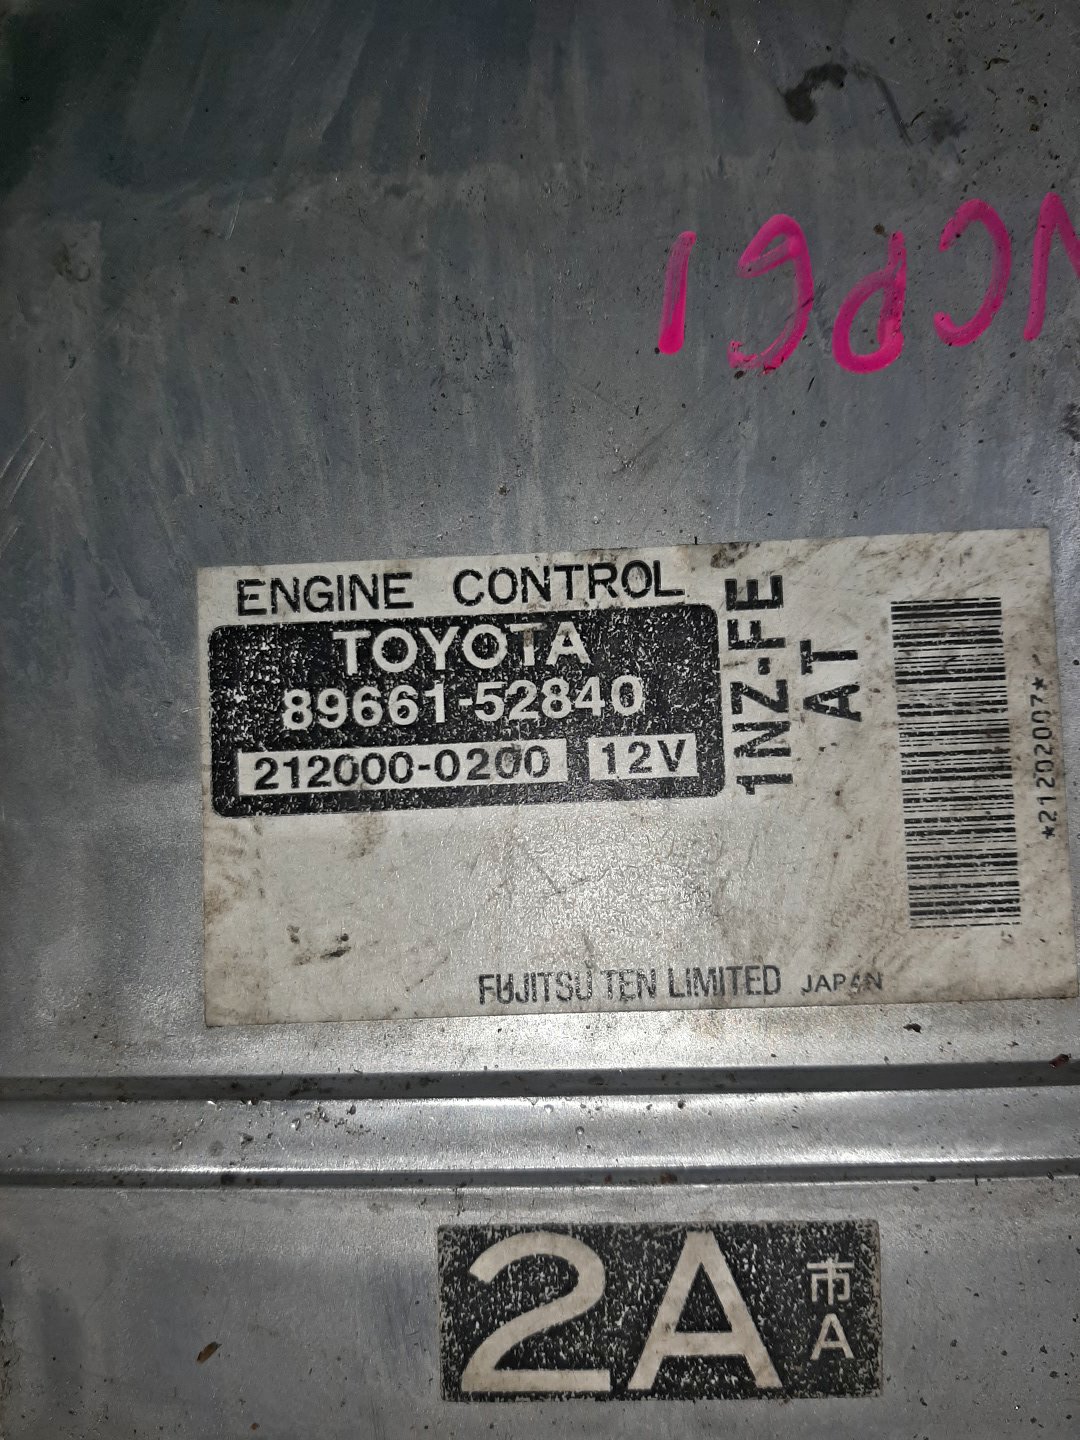 NCP61
ENGINE CONTROL
TOYOTA
89661-52840
212000-0200 12V
1NZ-FE
AT
*21202007*
FUJITSU TEN LIMITED JAPAN
2A
市
A